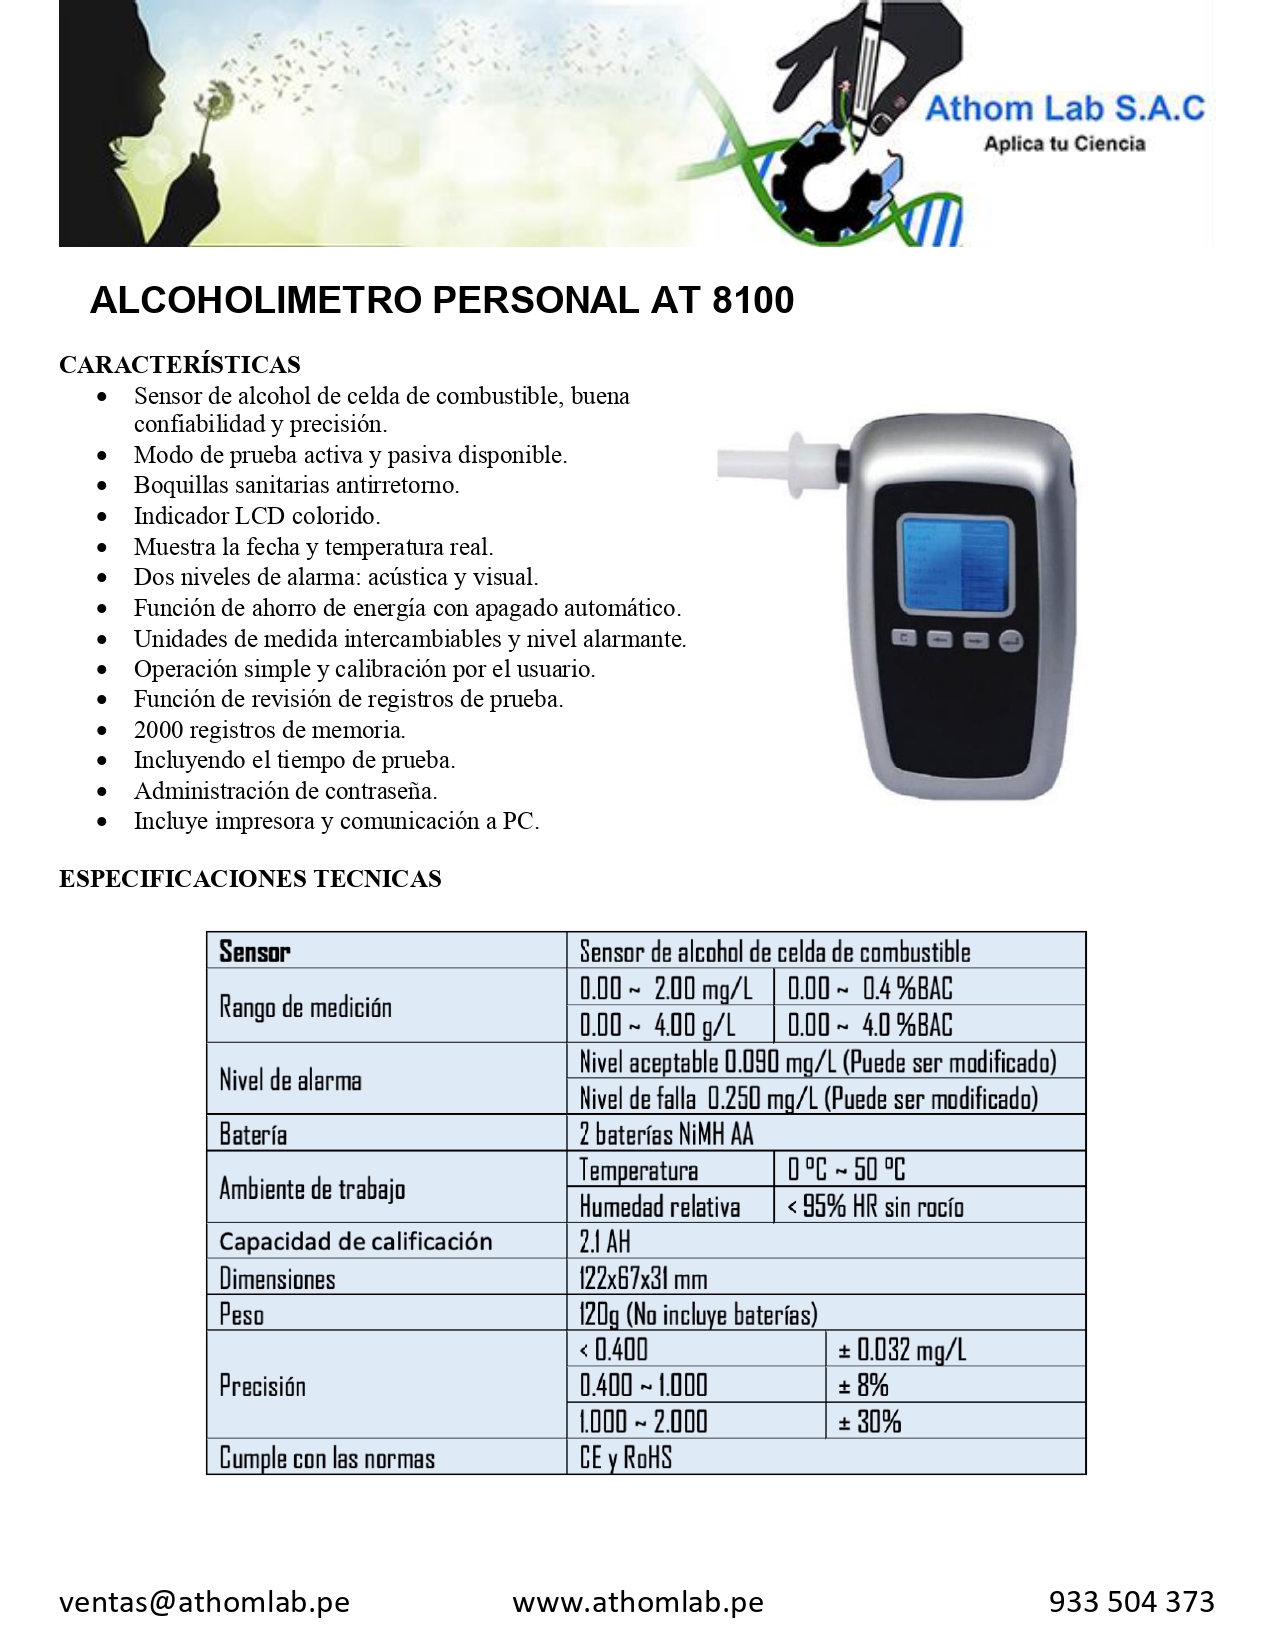 Athom Lab S.A.C
Aplica tu Ciencia
ALCOHOLIMETRO PERSONAL AT 8100
CARACTERÍSTICAS
• Sensor de alcohol de celda de combustible, buena
confiabilidad y precisión.
• Modo de prueba activa y pasiva disponible.
• Boquillas sanitarias antirretorno.
• Indicador LCD colorido.
• Muestra la fecha y temperatura real.
• Dos niveles de alarma: acústica y visual.
• Función de ahorro de energía con apagado automático.
• Unidades de medida intercambiables y nivel alarmante.
• Operación simple y calibración por el usuario.
• Función de revisión de registros de prueba.
• 2000 registros de memoria.
• Incluyendo el tiempo de prueba.
• Administración de contraseña.
• Incluye impresora y comunicación a PC.
ESPECIFICACIONES TECNICAS
Sensor Sensor de alcohol de celda de combustible
Rango de medición
0.00 ~ 2.00 mg/L 0.00 ~ 0.4 %BAC
0.00 ~ 4.00 g/L 0.00 ~ 4.0 %BAC
Nivel de alarma
Nivel aceptable 0.090 mg/L (Puede ser modificado)
Nivel de falla 0.250 mg/L (Puede ser modificado)
Batería 2 baterías NiMH AA
Ambiente de trabajo
Temperatura 0 ºC ~ 50 ºC
Humedad relativa < 95% HR sin rocío
Capacidad de calificación 2.1 AH
Dimensiones 122x67x31 mm
Peso 120g (No incluye baterías)
Precisión
< 0.400 ± 0.032 mg/L
0.400 ~ 1.000 ± 8%
1.000 ~ 2.000 ± 30%
Cumple con las normas CE y RoHS
ventas@athomlab.pe www.athomlab.pe 933 504 373